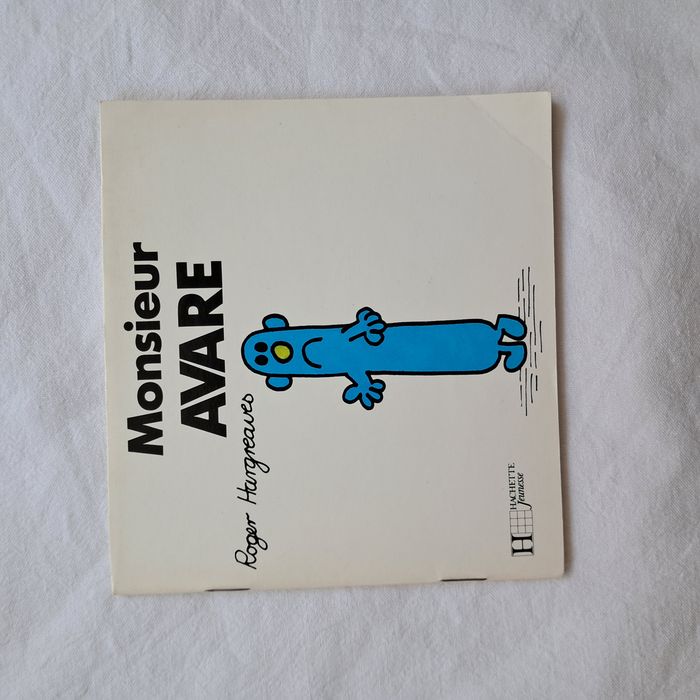 Monsieur
AVARE
Roger Hargreaves
H
HACHETTE
Jeunesse